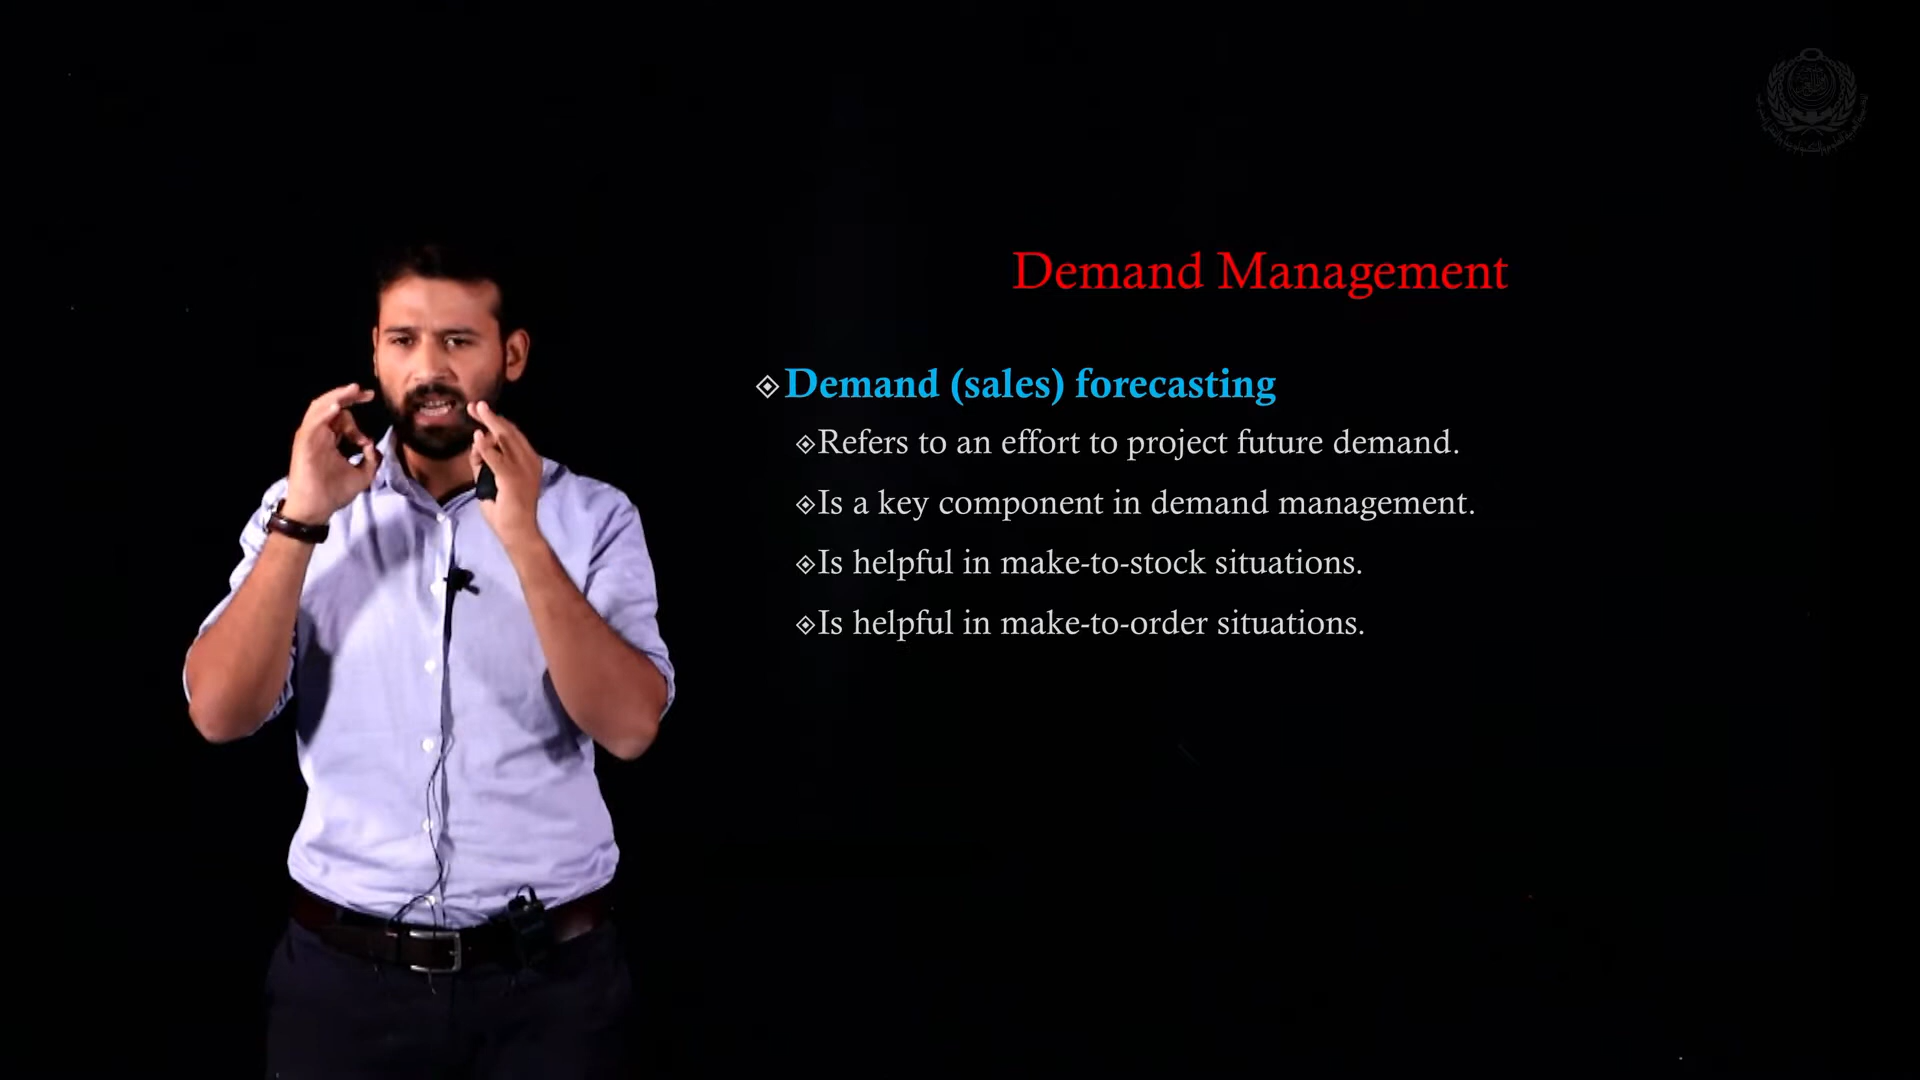 Demand Management
Demand (sales) forecasting
Refers to an effort to project future demand.
Is a key component in demand management.
Is helpful in make-to-stock situations.
Is helpful in make-to-order situations.